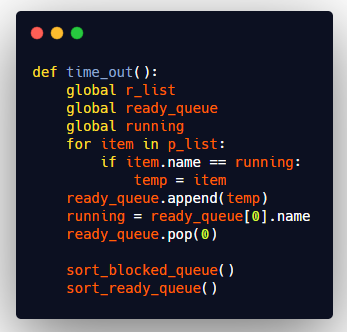 def time_out():
    global r_list
    global ready_queue
    global running
    for item in p_list:
        if item.name == running:
            temp = item
    ready_queue.append(temp)
    running = ready_queue[0].name
    ready_queue.pop(0)

    sort_blocked_queue()
    sort_ready_queue()